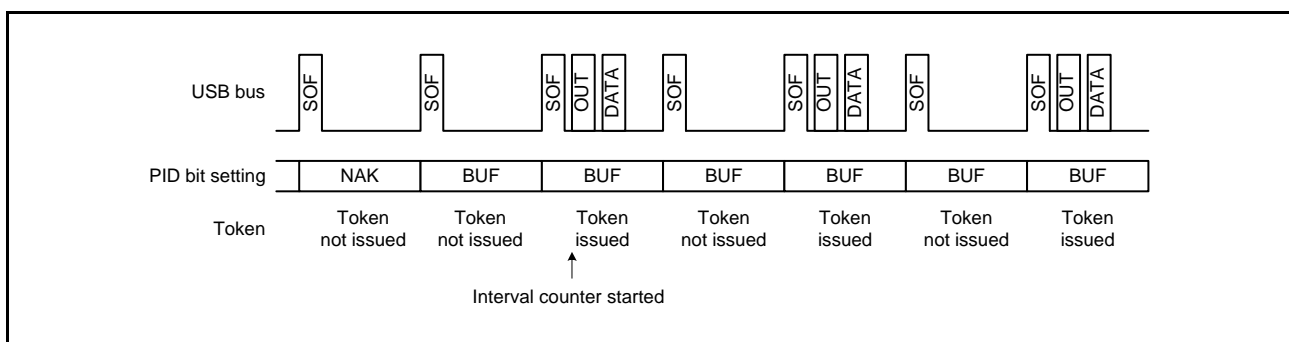 USB bus
SOF
SOF
SOF
OUT
DATA
SOF
SOF
OUT
DATA
SOF
SOF
OUT
DATA
PID bit setting
NAK
BUF
BUF
BUF
BUF
BUF
BUF
Token
Token
not issued
Token
not issued
Token
issued
Token
not issued
Token
issued
Token
not issued
Token
issued
Interval counter started